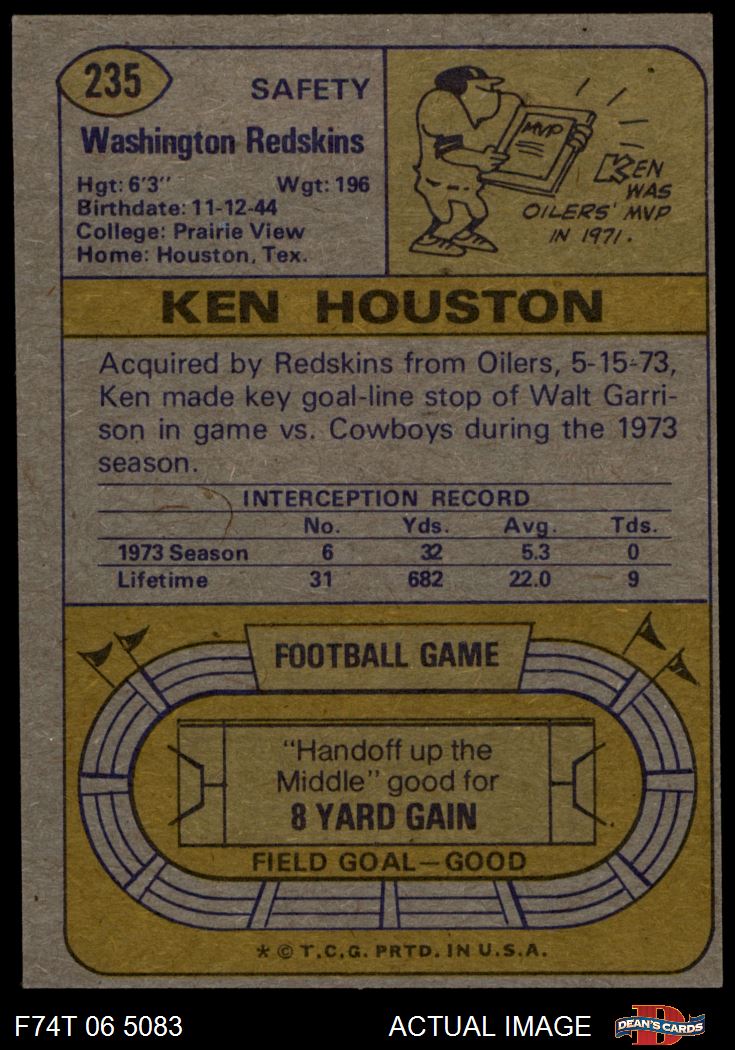 235
SAFETY
Washington Redskins
Hgt: 6'3" Wgt: 196
Birthdate: 11-12-44
College: Prairie View
Home: Houston, Tex.
MVP
KEN
WAS
OILERS' MVP
IN 1971.
KEN HOUSTON
Acquired by Redskins from Oilers, 5-15-73,
Ken made key goal-line stop of Walt Garri-
son in game vs. Cowboys during the 1973
season.
INTERCEPTION RECORD
No. Yds. Avg. Tds.
1973 Season 6 32 5.3 0
Lifetime 31 682 22.0 9
FOOTBALL GAME
"Handoff up the
Middle" good for
8 YARD GAIN
FIELD GOAL—GOOD
* © T.C.G. PRTD. IN U.S.A.
F74T 06 5083 ACTUAL IMAGE DEAN'S CARDS